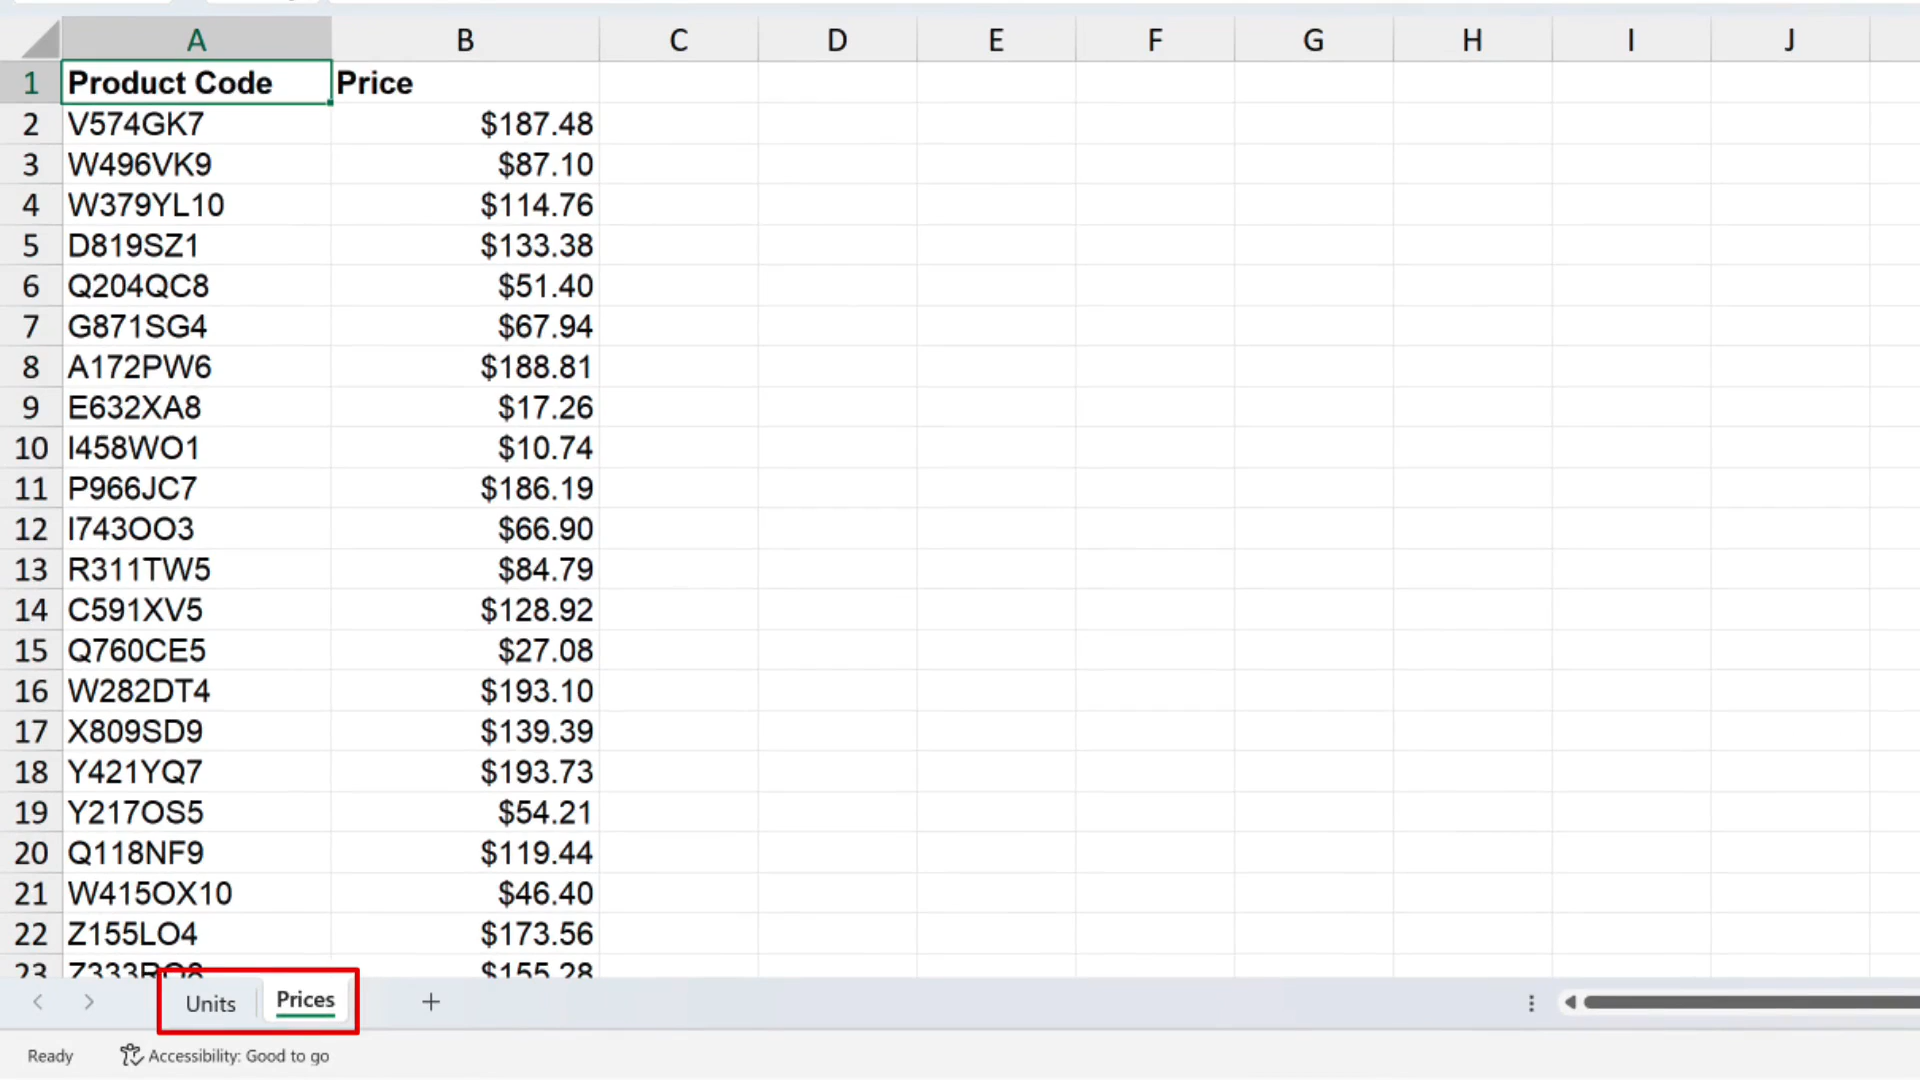 A B C D E F G H I J
1 Product Code Price
2 V574GK7 $187.48
3 W496VK9 $87.10
4 W379YL10 $114.76
5 D819SZ1 $133.38
6 Q204QC8 $51.40
7 G871SG4 $67.94
8 A172PW6 $188.81
9 E632XA8 $17.26
10 I458WO1 $10.74
11 P966JC7 $186.19
12 I743OO3 $66.90
13 R311TW5 $84.79
14 C591XV5 $128.92
15 Q760CE5 $27.08
16 W282DT4 $193.10
17 X809SD9 $139.39
18 Y421YQ7 $193.73
19 Y217OS5 $54.21
20 Q118NF9 $119.44
21 W415OX10 $46.40
22 Z155LO4 $173.56
23 $155.28
Units Prices +
Ready Accessibility: Good to go